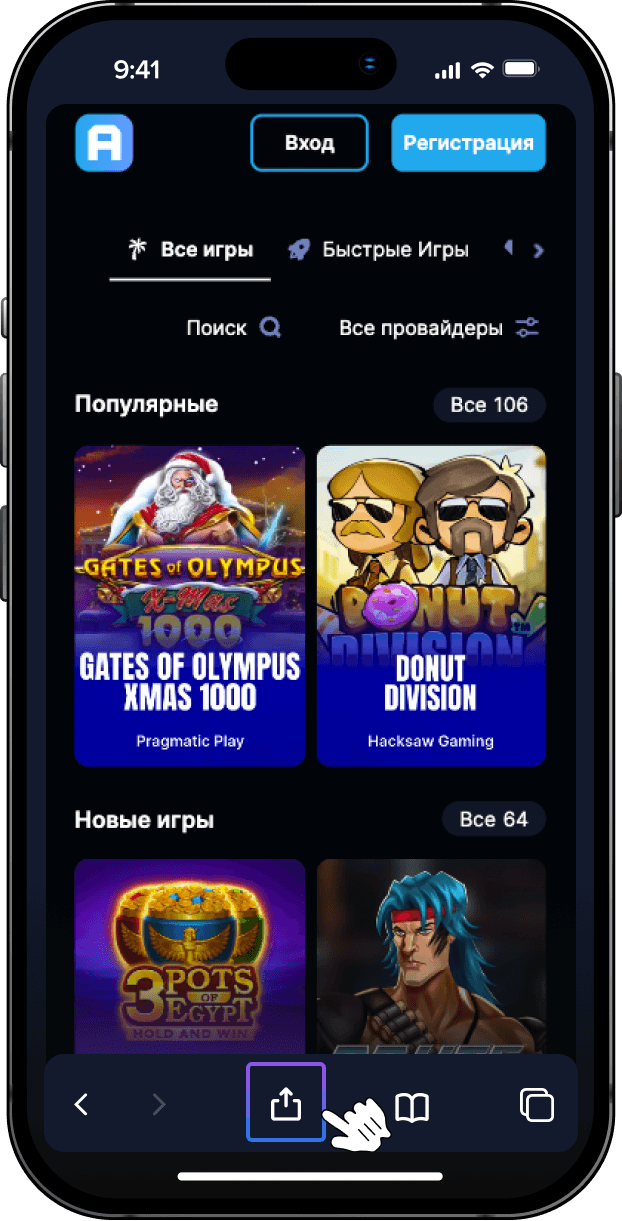 9:41
A
Вход
Регистрация
Все игры
Быстрые Игры
Поиск
Все провайдеры
Популярные
Все 106
GATES OF OLYMPUS
X-Mas
1000
GATES OF OLYMPUS
XMAS 1000
Pragmatic Play
DONUT
DIVISION
DONUT
DIVISION
Hacksaw Gaming
Новые игры
Все 64
3 POTS
OF
EGYPT
HOLD AND WIN